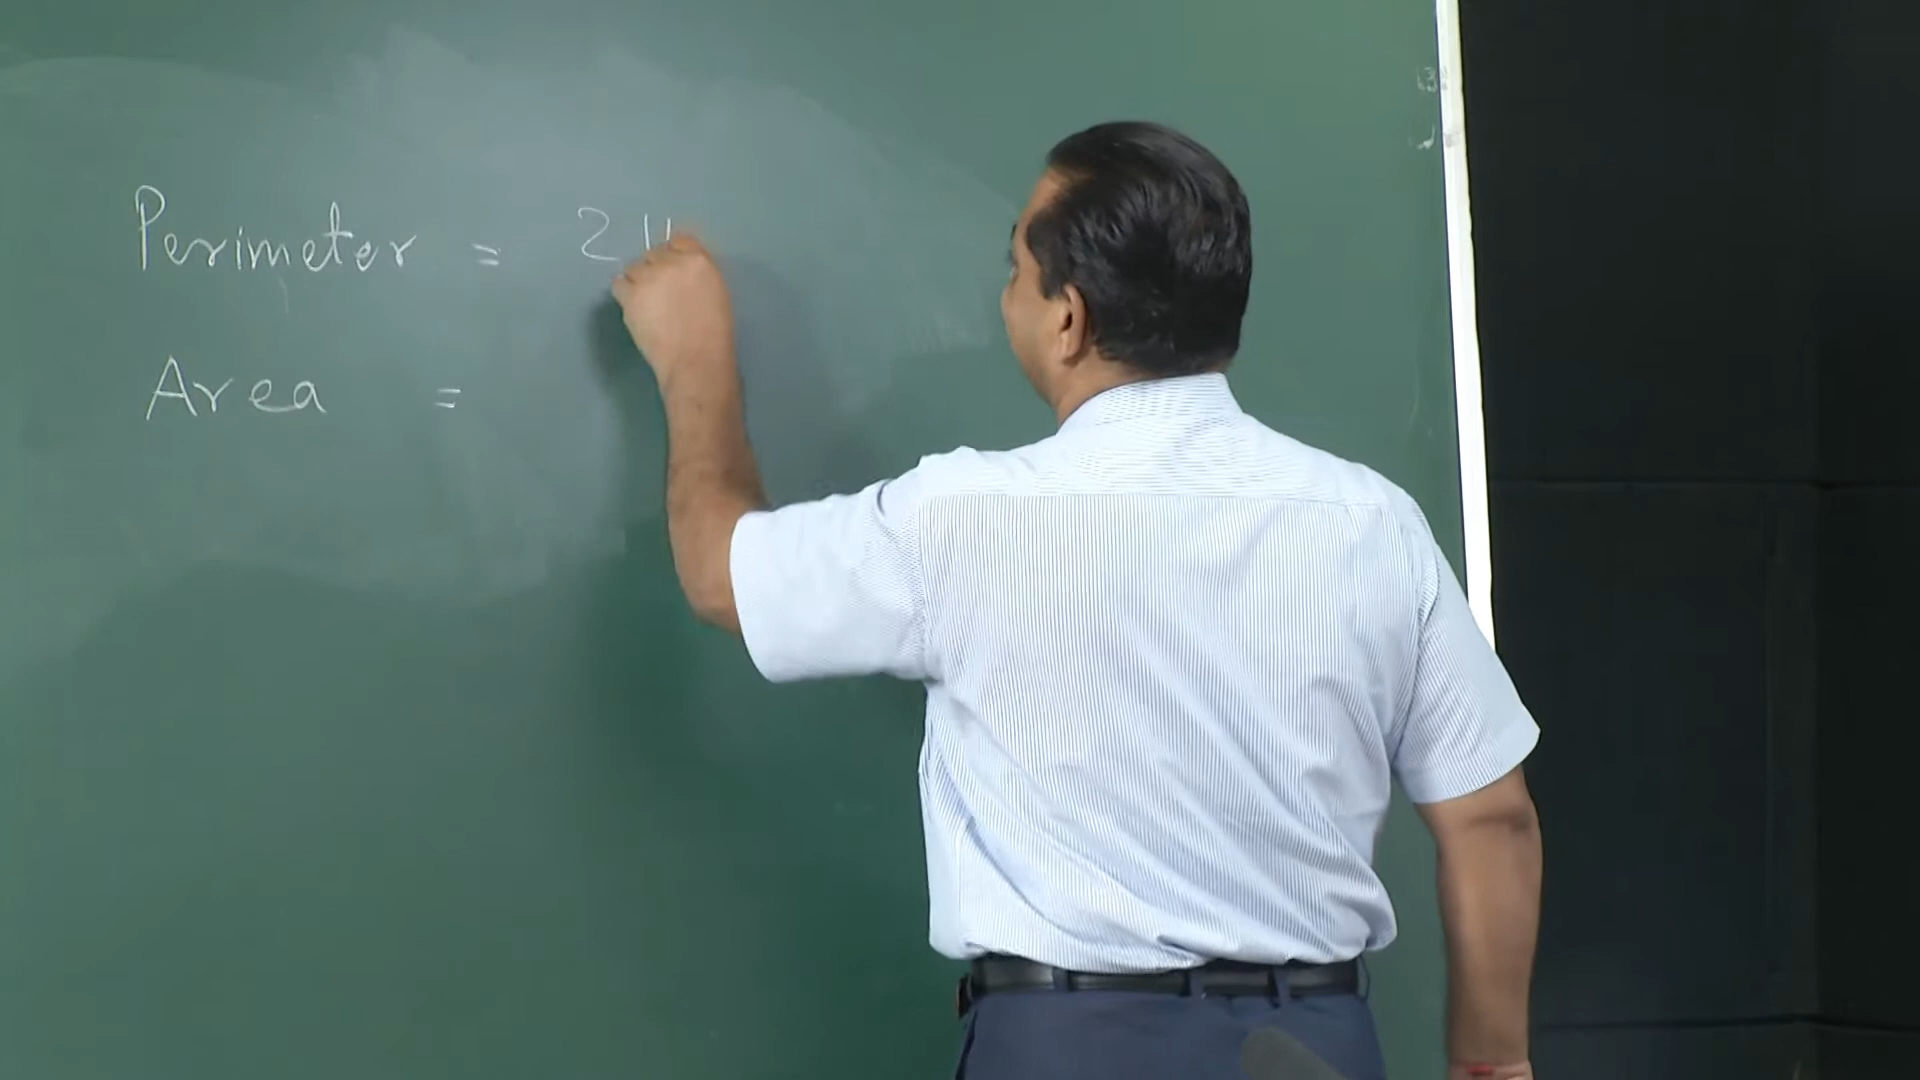 Perimeter = 2
Area =